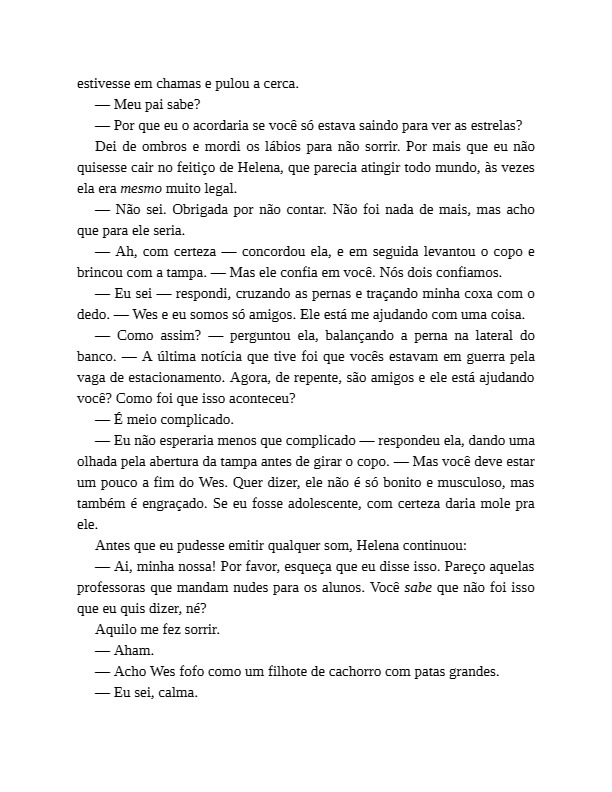 estivesse em chamas e pulou a cerca.
— Meu pai sabe?
— Por que eu o acordaria se você só estava saindo para ver as estrelas?
Dei de ombros e mordi os lábios para não sorrir. Por mais que eu não
quisesse cair no feitiço de Helena, que parecia atingir todo mundo, às vezes
ela era mesmo muito legal.
— Não sei. Obrigada por não contar. Não foi nada de mais, mas acho
que para ele seria.
— Ah, com certeza — concordou ela, e em seguida levantou o copo e
brincou com a tampa. — Mas ele confia em você. Nós dois confiamos.
— Eu sei — respondi, cruzando as pernas e traçando minha coxa com o
dedo. — Wes e eu somos só amigos. Ele está me ajudando com uma coisa.
— Como assim? — perguntou ela, balançando a perna na lateral do
banco. — A última notícia que tive foi que vocês estavam em guerra pela
vaga de estacionamento. Agora, de repente, são amigos e ele está ajudando
você? Como foi que isso aconteceu?
— É meio complicado.
— Eu não esperaria menos que complicado — respondeu ela, dando uma
olhada pela abertura da tampa antes de girar o copo. — Mas você deve estar
um pouco a fim do Wes. Quer dizer, ele não é só bonito e musculoso, mas
também é engraçado. Se eu fosse adolescente, com certeza daria mole pra
ele.
Antes que eu pudesse emitir qualquer som, Helena continuou:
— Ai, minha nossa! Por favor, esqueça que eu disse isso. Pareço aquelas
professoras que mandam nudes para os alunos. Você sabe que não foi isso
que eu quis dizer, né?
Aquilo me fez sorrir.
— Aham.
— Acho Wes fofo como um filhote de cachorro com patas grandes.
— Eu sei, calma.